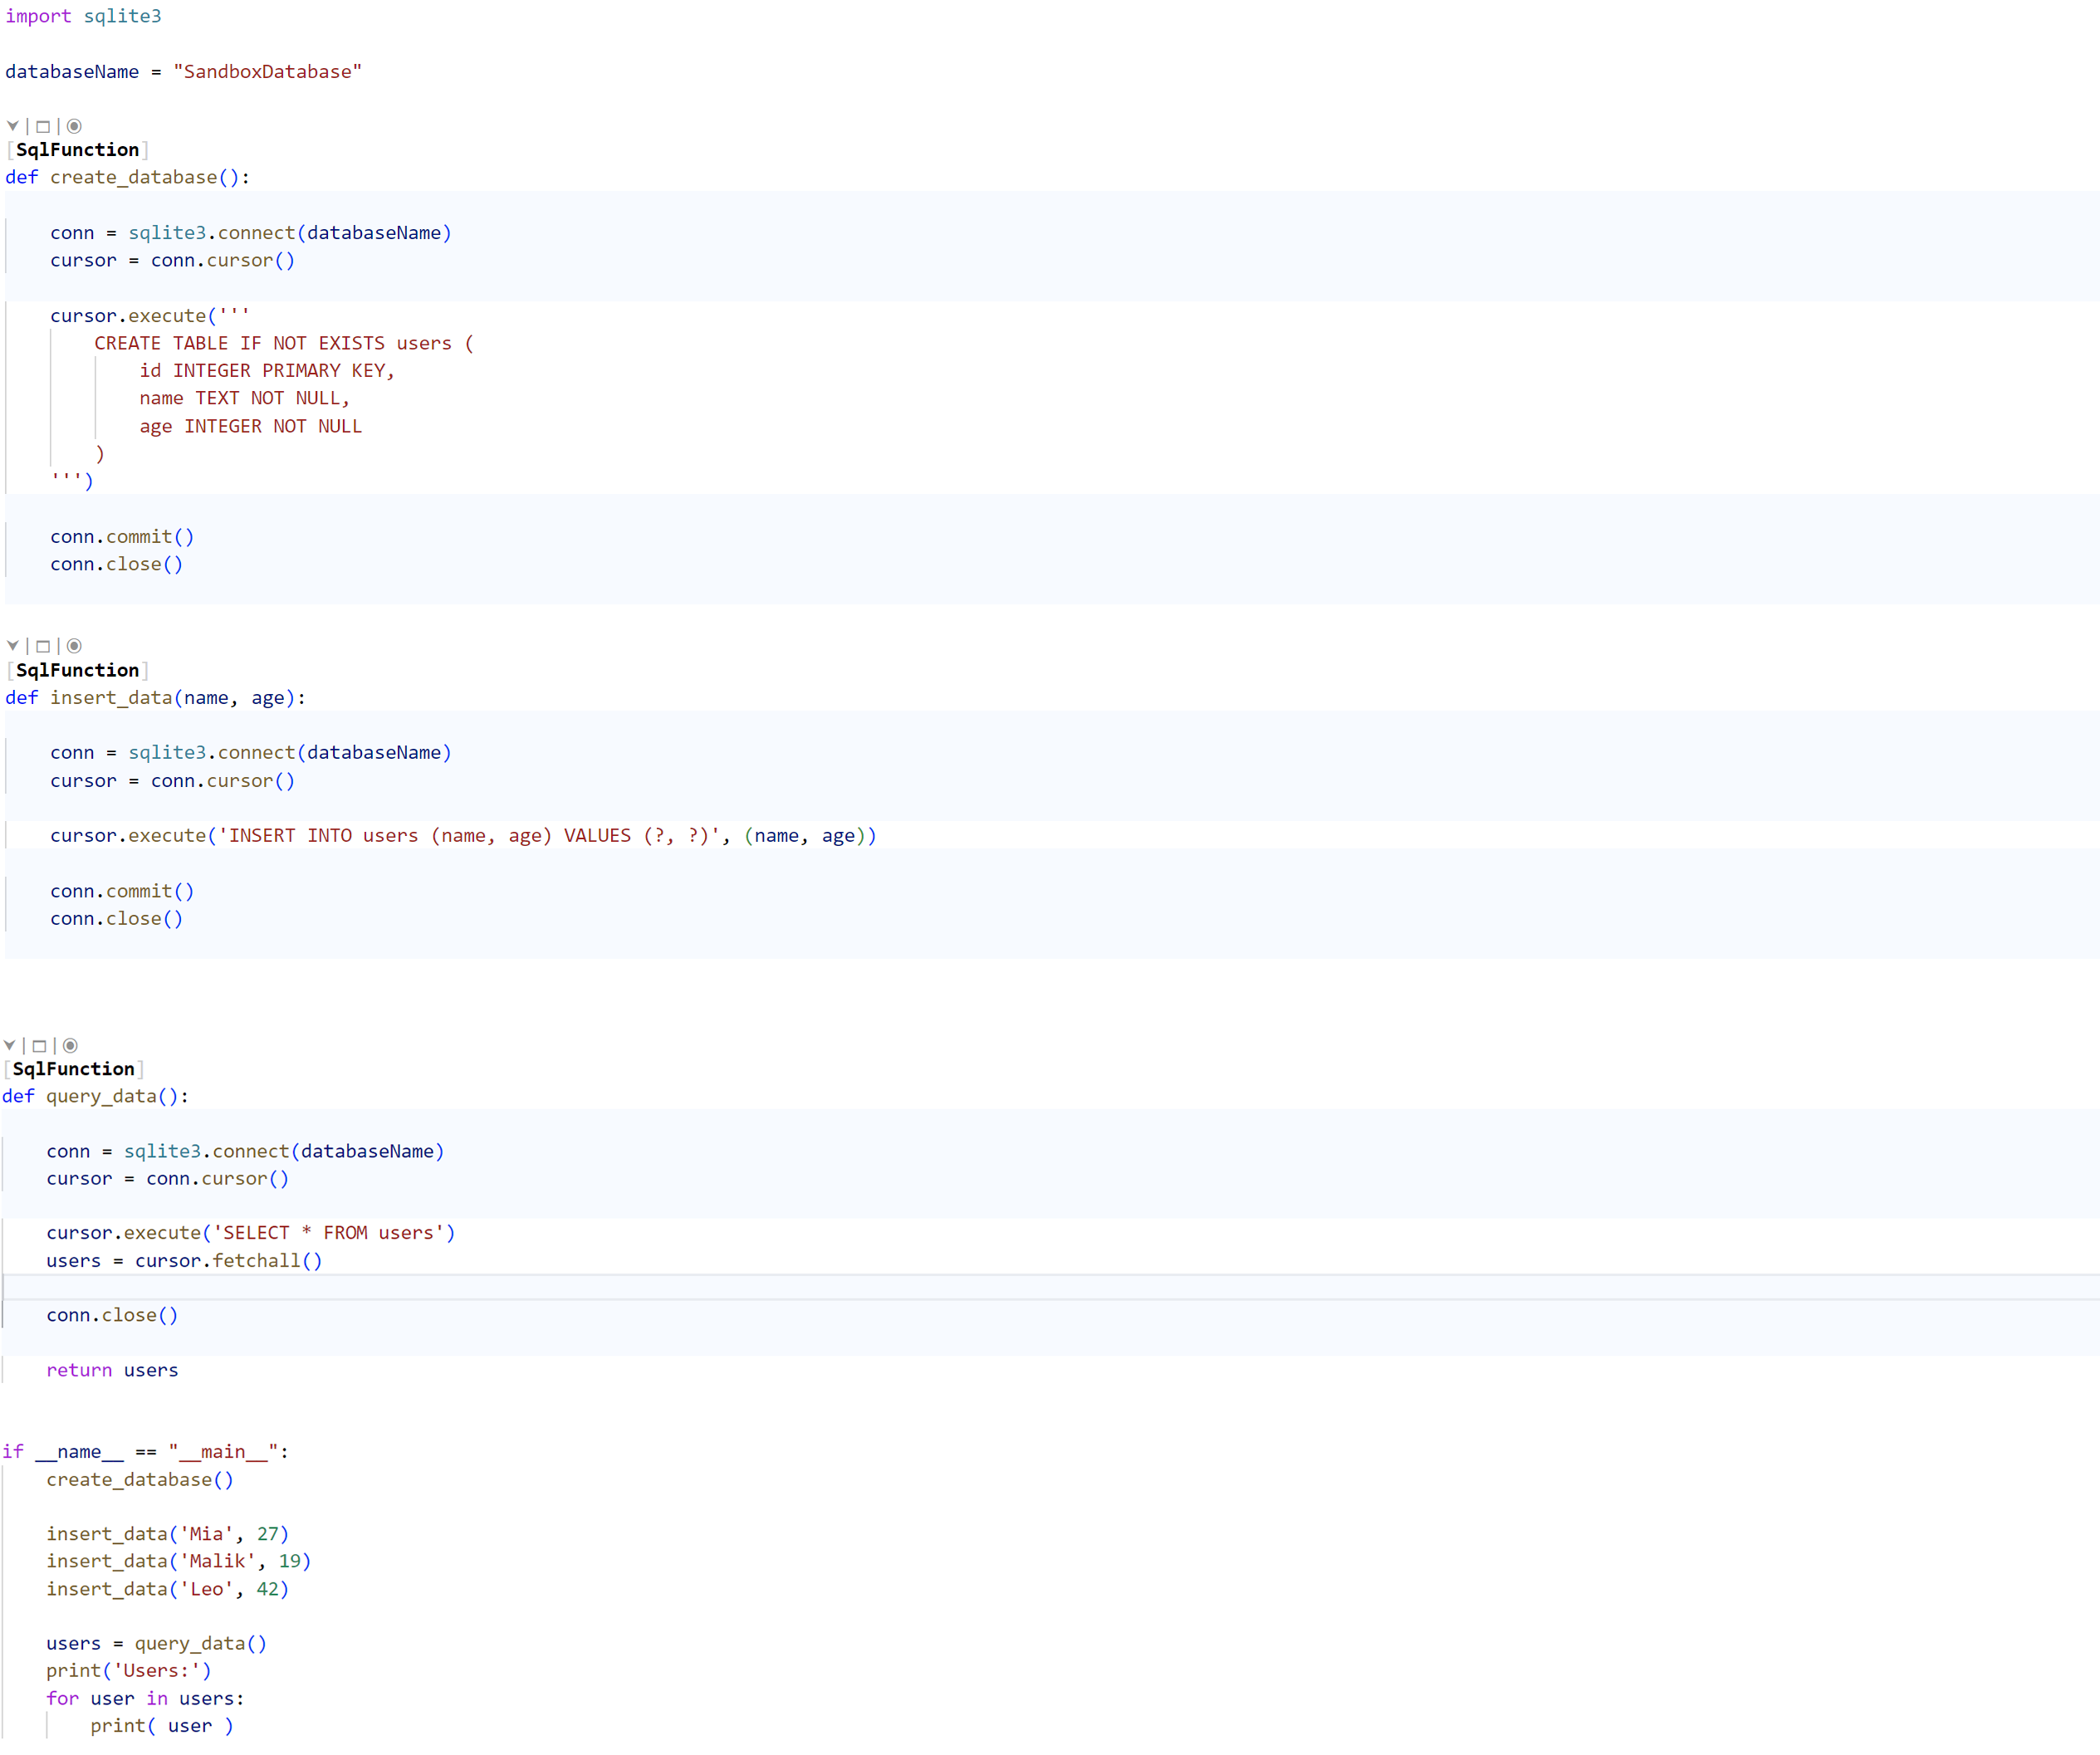 import sqlite3
databaseName = "SandboxDatabase"
[SqlFunction]
def create_database():
conn = sqlite3.connect(databaseName)
cursor = conn.cursor()
cursor.execute('''
CREATE TABLE IF NOT EXISTS users (
id INTEGER PRIMARY KEY,
name TEXT NOT NULL,
age INTEGER NOT NULL
)
''')
conn.commit()
conn.close()
[SqlFunction]
def insert_data(name, age):
conn = sqlite3.connect(databaseName)
cursor = conn.cursor()
cursor.execute('INSERT INTO users (name, age) VALUES (?, ?)', (name, age))
conn.commit()
conn.close()
[SqlFunction]
def query_data():
conn = sqlite3.connect(databaseName)
cursor = conn.cursor()
cursor.execute('SELECT * FROM users')
users = cursor.fetchall()
conn.close()
return users
if __name__ == "__main__":
create_database()
insert_data('Mia', 27)
insert_data('Malik', 19)
insert_data('Leo', 42)
users = query_data()
print('Users:')
for user in users:
print( user )